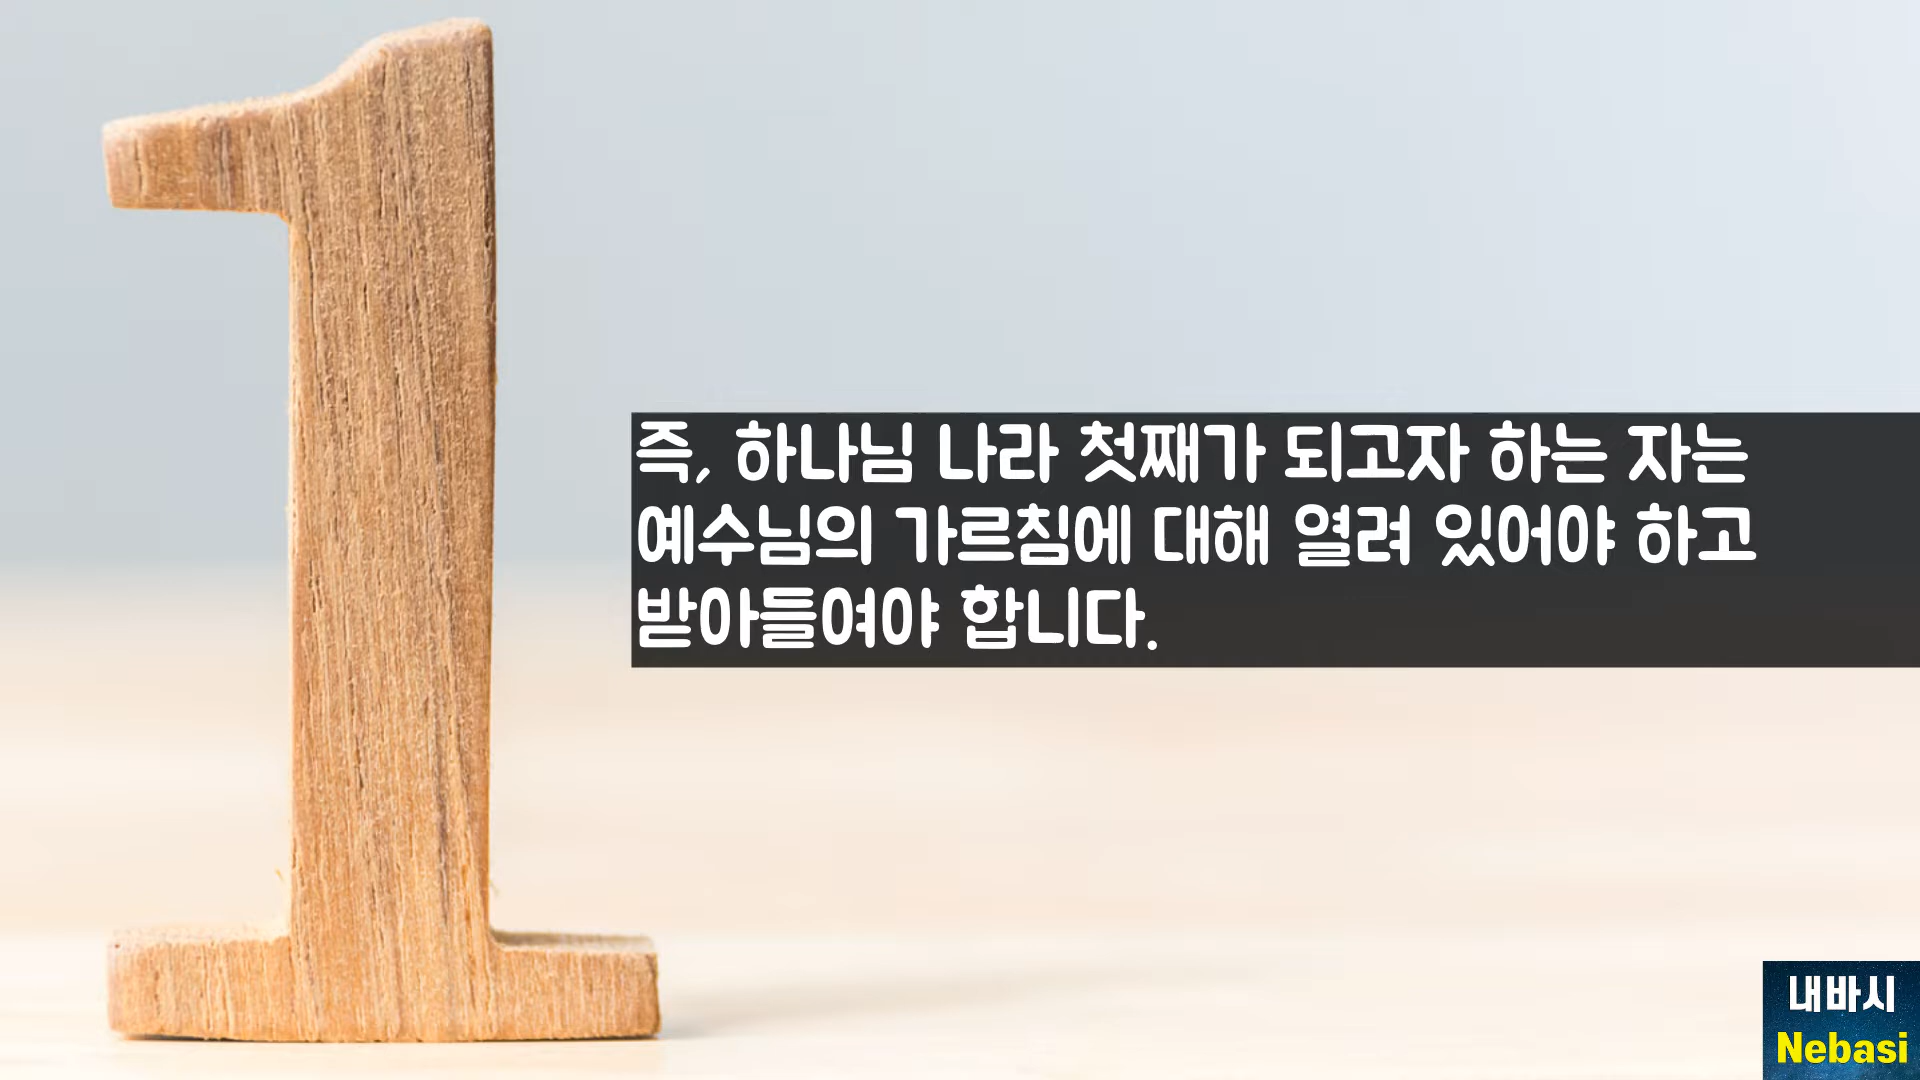 즉, 하나님 나라 첫째가 되고자 하는 자는
예수님의 가르침에 대해 열려 있어야 하고
받아들여야 합니다.
내바시
Nebasi